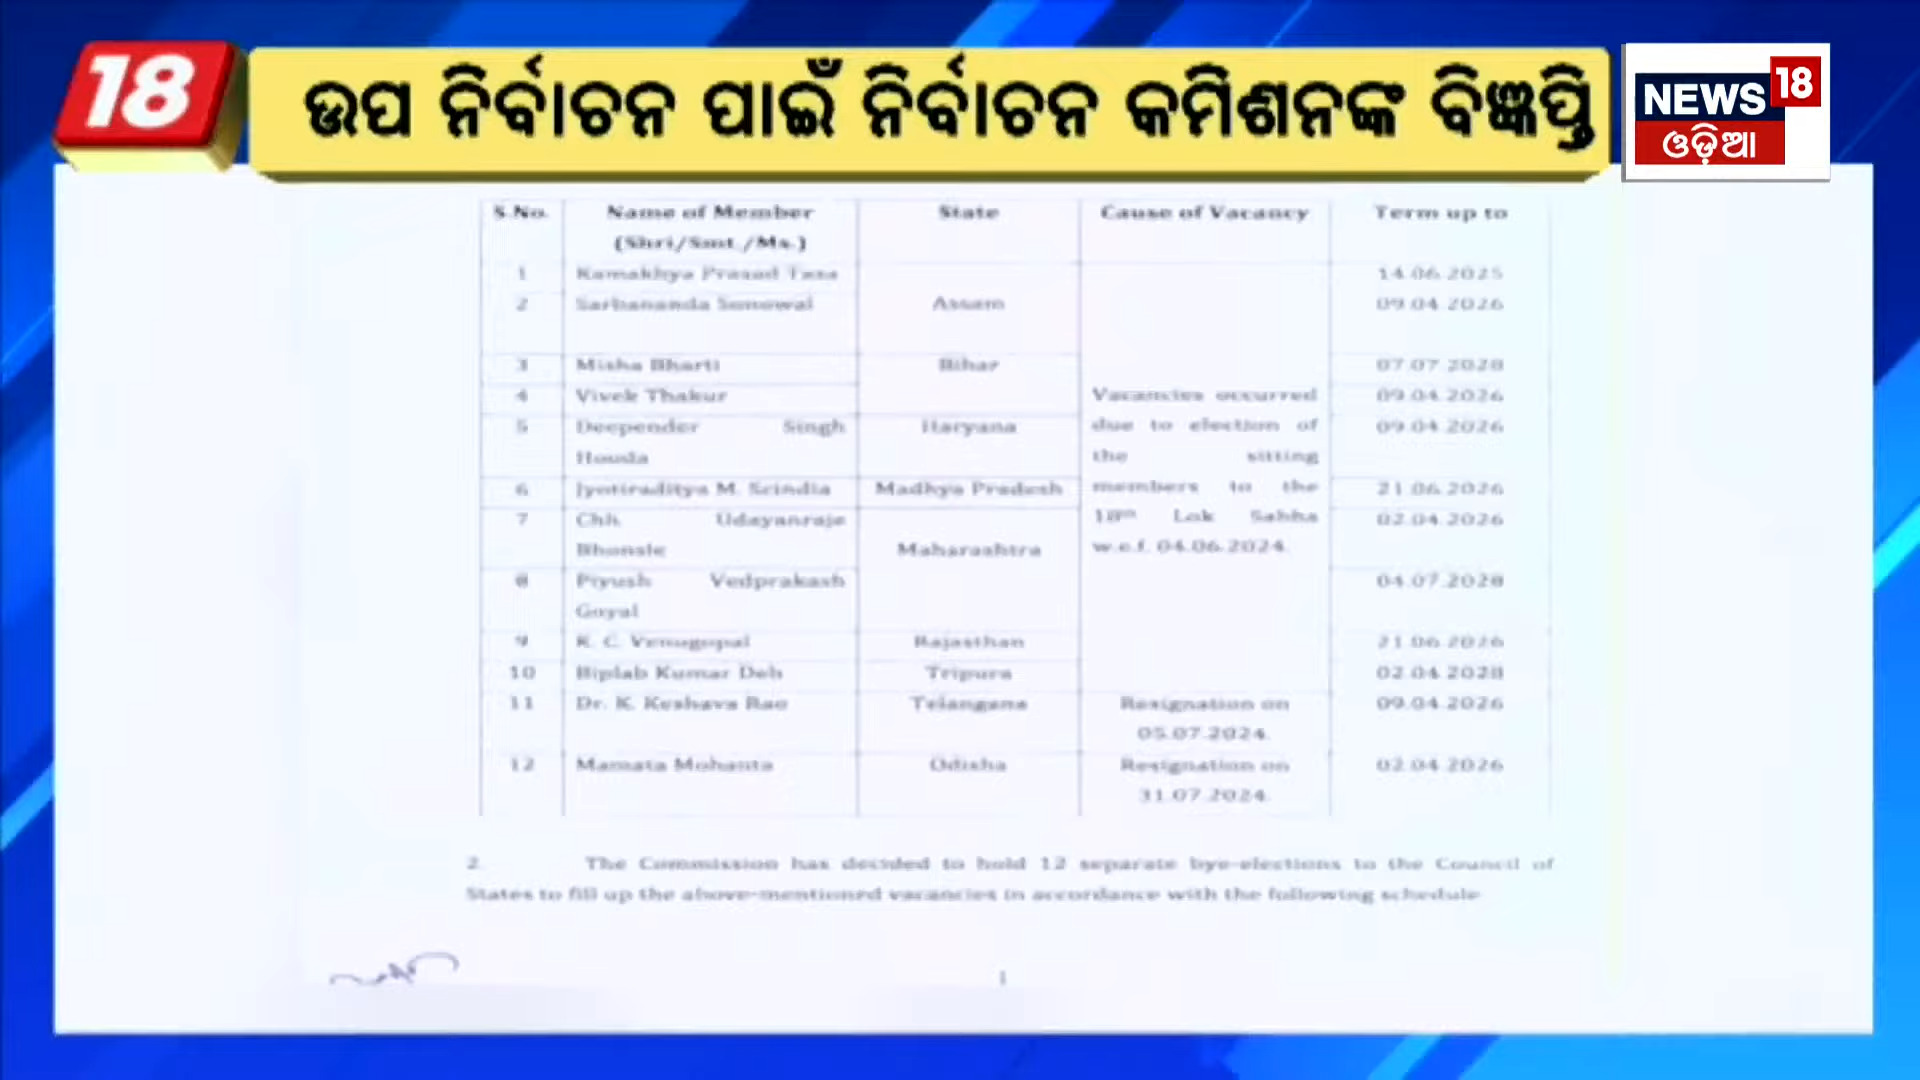 18
ଉପ ନିର୍ବାଚନ ପାଇଁ ନିର୍ବାଚନ କମିଶନଙ୍କ ବିଜ୍ଞପ୍ତି
NEWS 18
ଓଡ଼ିଆ
S.No. Name of Member (Shri/Smt./Ms.) State Cause of Vacancy Term up to
1 Kamakhya Prasad Tasa 14.06.2025
2 Sarbananda Sonowal Assam 09.04.2026
3 Misha Bharti Bihar 07.07.2028
4 Vivek Thakur 09.04.2026
5 Deepender Singh Hooda Haryana 09.04.2026
6 Jyotiraditya M. Scindia Madhya Pradesh 21.06.2026
7 Chh. Udayanraje Bhonsle Maharashtra 02.04.2026
8 Piyush Vedprakash Goyal 04.07.2028
9 K. C. Venugopal Rajasthan 21.06.2026
10 Biplab Kumar Deb Tripura 02.04.2028
Vacancies occurred
due to election of
the sitting
members to the
18th Lok Sabha
w.e.f. 04.06.2024.
11 Dr. K. Keshava Rao Telangana Resignation on 05.07.2024. 09.04.2026
12 Mamata Mohanta Odisha Resignation on 31.07.2024. 02.04.2026
2. The Commission has decided to hold 12 separate bye-elections to the Council of
States to fill up the above-mentioned vacancies in accordance with the following schedule
1